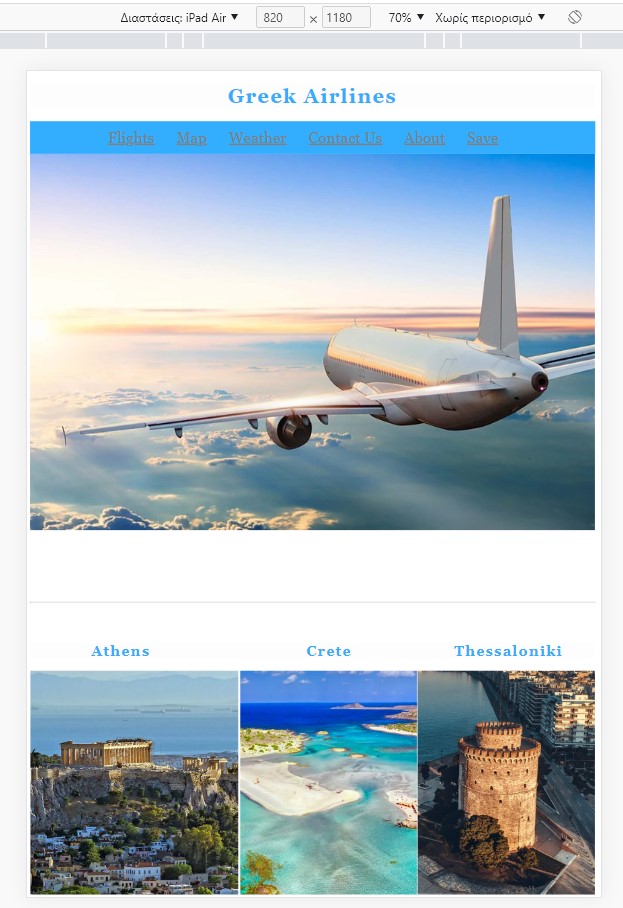 Διαστάσεις: iPad Air ▼ 820 × 1180 70% ▼ Χωρίς περιορισμό ▼
Greek Airlines
Flights Map Weather Contact Us About Save
Athens Crete Thessaloniki